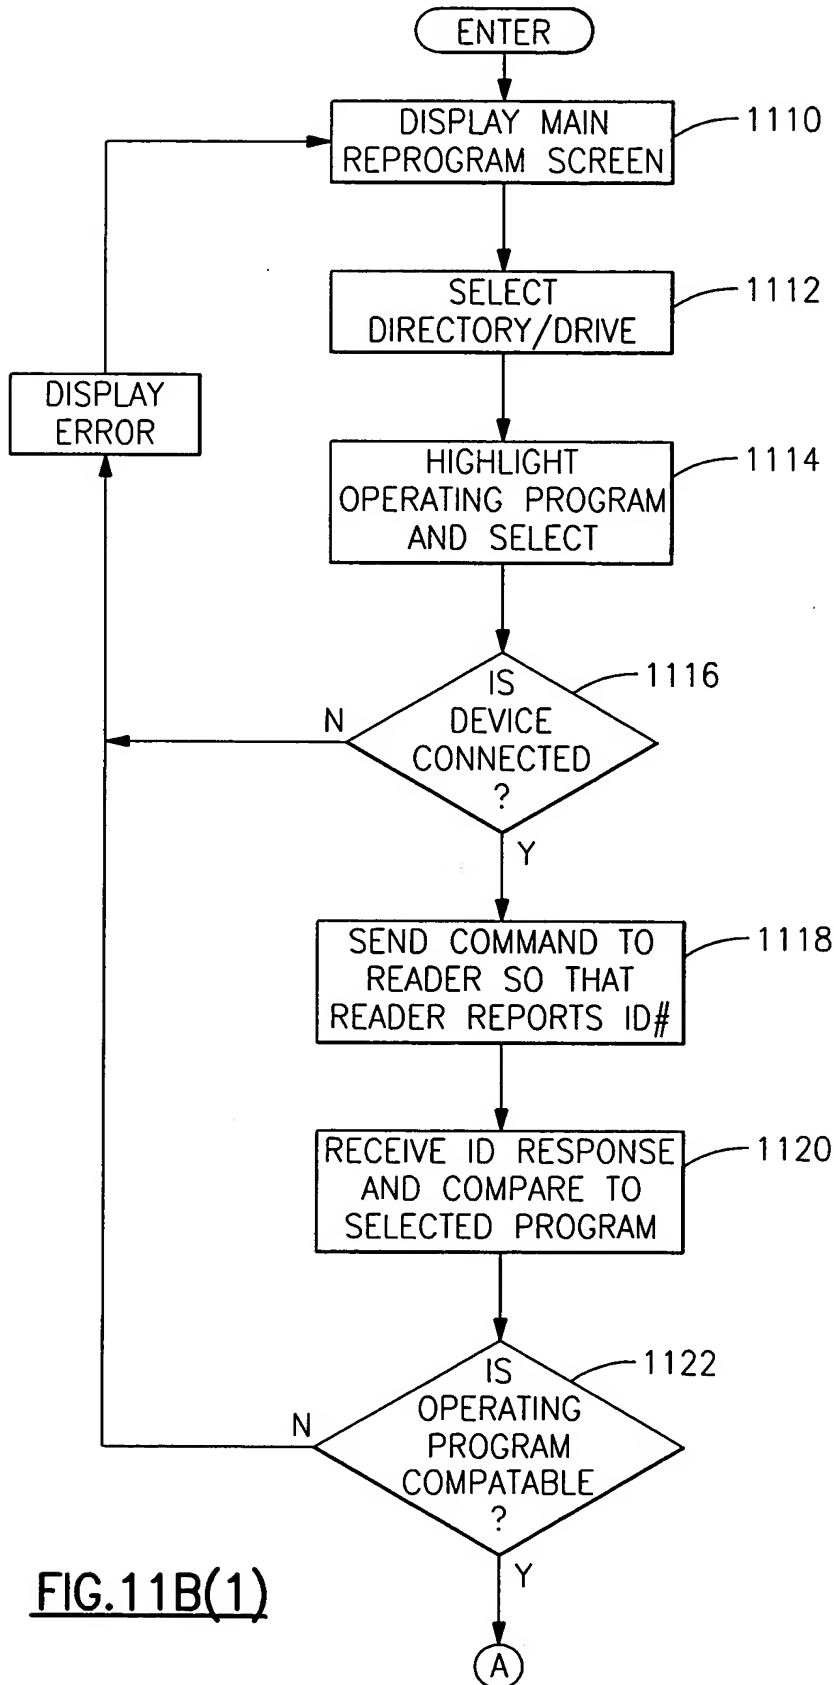 ENTER
DISPLAY MAN
REPROGRAM SCREEN
1110
SELECT
DIRECTORY/DRIVE
1112
DISPLAY
ERROR
HIGHLIGHT
OPERATING PROGRAM
AND SELECT
1114
IS
DEVICE
CONNECTED
?
1116
N
Y
SEND COMMAND TO
READER SO THAT
READER REPORTS ID#
1118
RECEIVE ID RESPONSE
AND COMPARE TO
SELECTED PROGRAM
1120
IS
OPERATING
PROGRAM
COMPATABLE
?
1122
N
Y
A
FIG.11B(1)